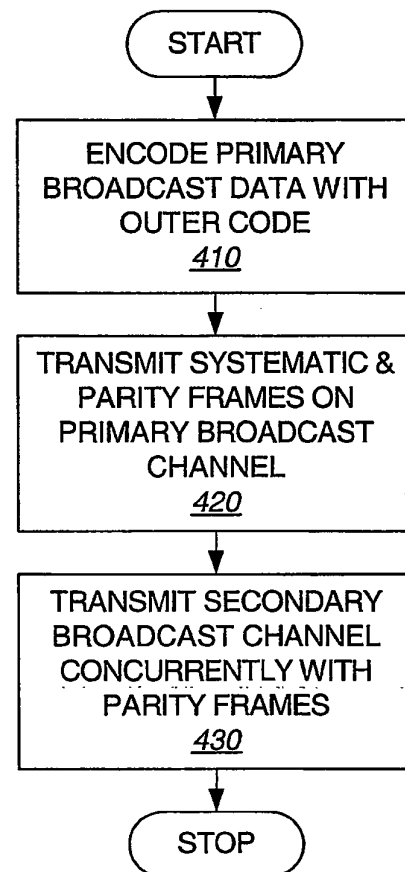 START
ENCODE PRIMARY
BROADCAST DATA WITH
OUTER CODE
410
TRANSMIT SYSTEMATIC &
PARITY FRAMES ON
PRIMARY BROADCAST
CHANNEL
420
TRANSMIT SECONDARY
BROADCAST CHANNEL
CONCURRENTLY WITH
PARITY FRAMES
430
STOP